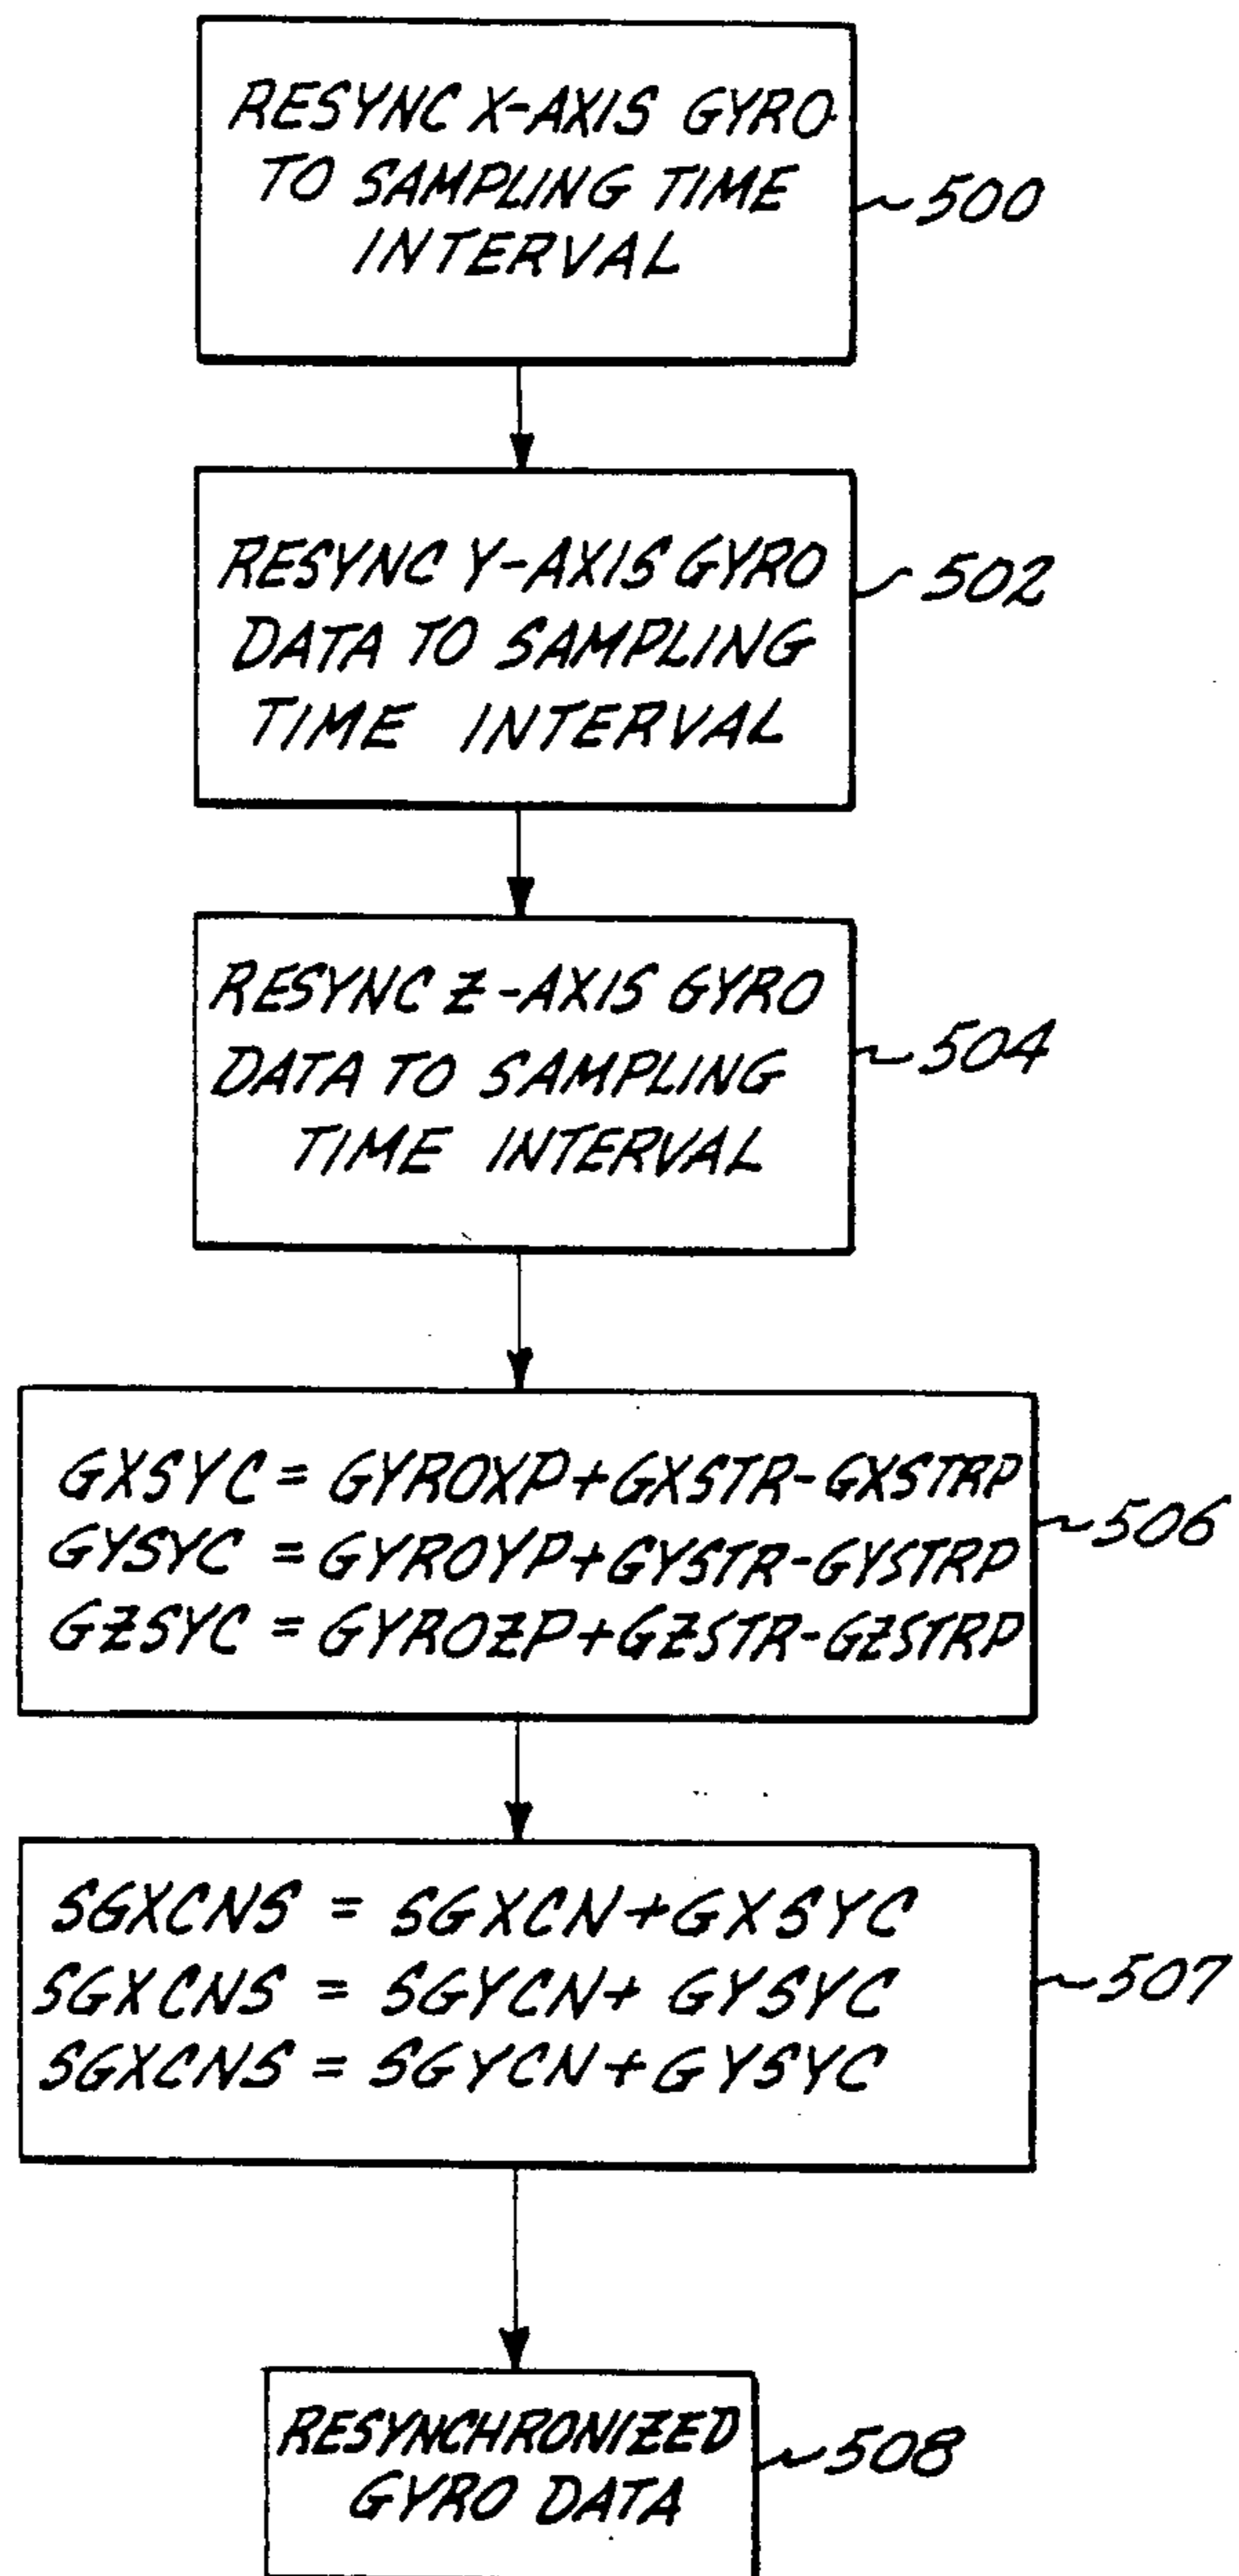 RESYNC X-AXIS GYRO
TO SAMPLING TIME
INTERVAL
500
RESYNC Y-AXIS GYRO
DATA TO SAMPLING
TIME INTERVAL
502
RESYNC Z-AXIS GYRO
DATA TO SAMPLING
TIME INTERVAL
504
GXSYC = GYROXP+GXSTR-GXSTRP
GYSYC = GYROYP+GYSTR-GYSTRP
GZSYC = GYROZP+GZSTR-GZSTRP
506
SGXCNS = SGXCN+GXSYC
SGXCNS = SGYCN+GYSYC
SGXCNS = SGYCN+GYSYC
507
RESYNCHRONIZED
GYRO DATA
508